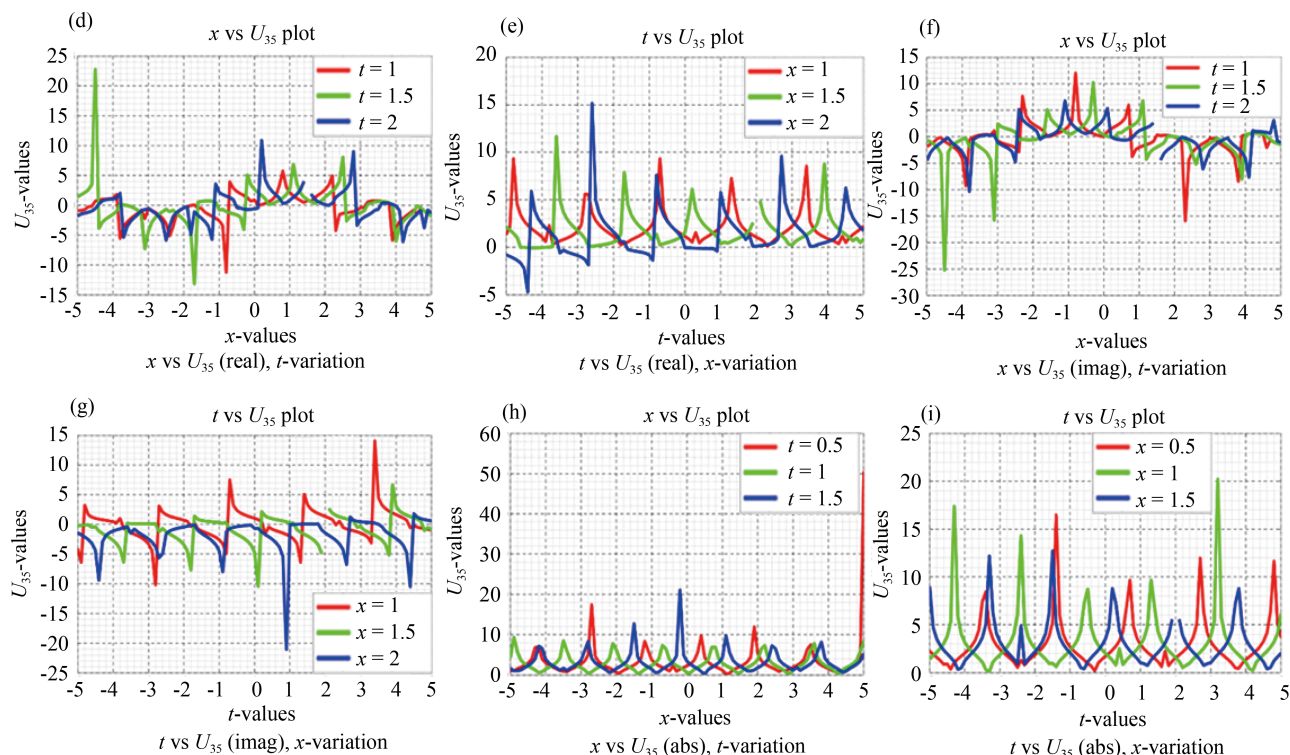 (d)
x vs U₃₅ plot
25
20
15
10
5
0
-5
-10
-15
U₃₅-values
t = 1
t = 1.5
t = 2
-5 -4 -3 -2 -1 0 1 2 3 4 5
x-values
x vs U₃₅ (real), t-variation
(e)
t vs U₃₅ plot
20
15
10
5
0
-5
U₃₅-values
x = 1
x = 1.5
x = 2
-5 -4 -3 -2 -1 0 1 2 3 4 5
t-values
t vs U₃₅ (real), x-variation
(f)
x vs U₃₅ plot
15
10
5
0
-5
-10
-15
-20
-25
-30
U₃₅-values
t = 1
t = 1.5
t = 2
-5 -4 -3 -2 -1 0 1 2 3 4 5
x-values
x vs U₃₅ (imag), t-variation
(g)
t vs U₃₅ plot
15
10
5
0
-5
-10
-15
-20
-25
U₃₅-values
x = 1
x = 1.5
x = 2
-5 -4 -3 -2 -1 0 1 2 3 4 5
t-values
t vs U₃₅ (imag), x-variation
(h)
x vs U₃₅ plot
60
50
40
30
20
10
0
U₃₅-values
t = 0.5
t = 1
t = 1.5
-5 -4 -3 -2 -1 0 1 2 3 4 5
x-values
x vs U₃₅ (abs), t-variation
(i)
t vs U₃₅ plot
25
20
15
10
5
0
U₃₅-values
x = 0.5
x = 1
x = 1.5
-5 -4 -3 -2 -1 0 1 2 3 4 5
t-values
t vs U₃₅ (abs), x-variation